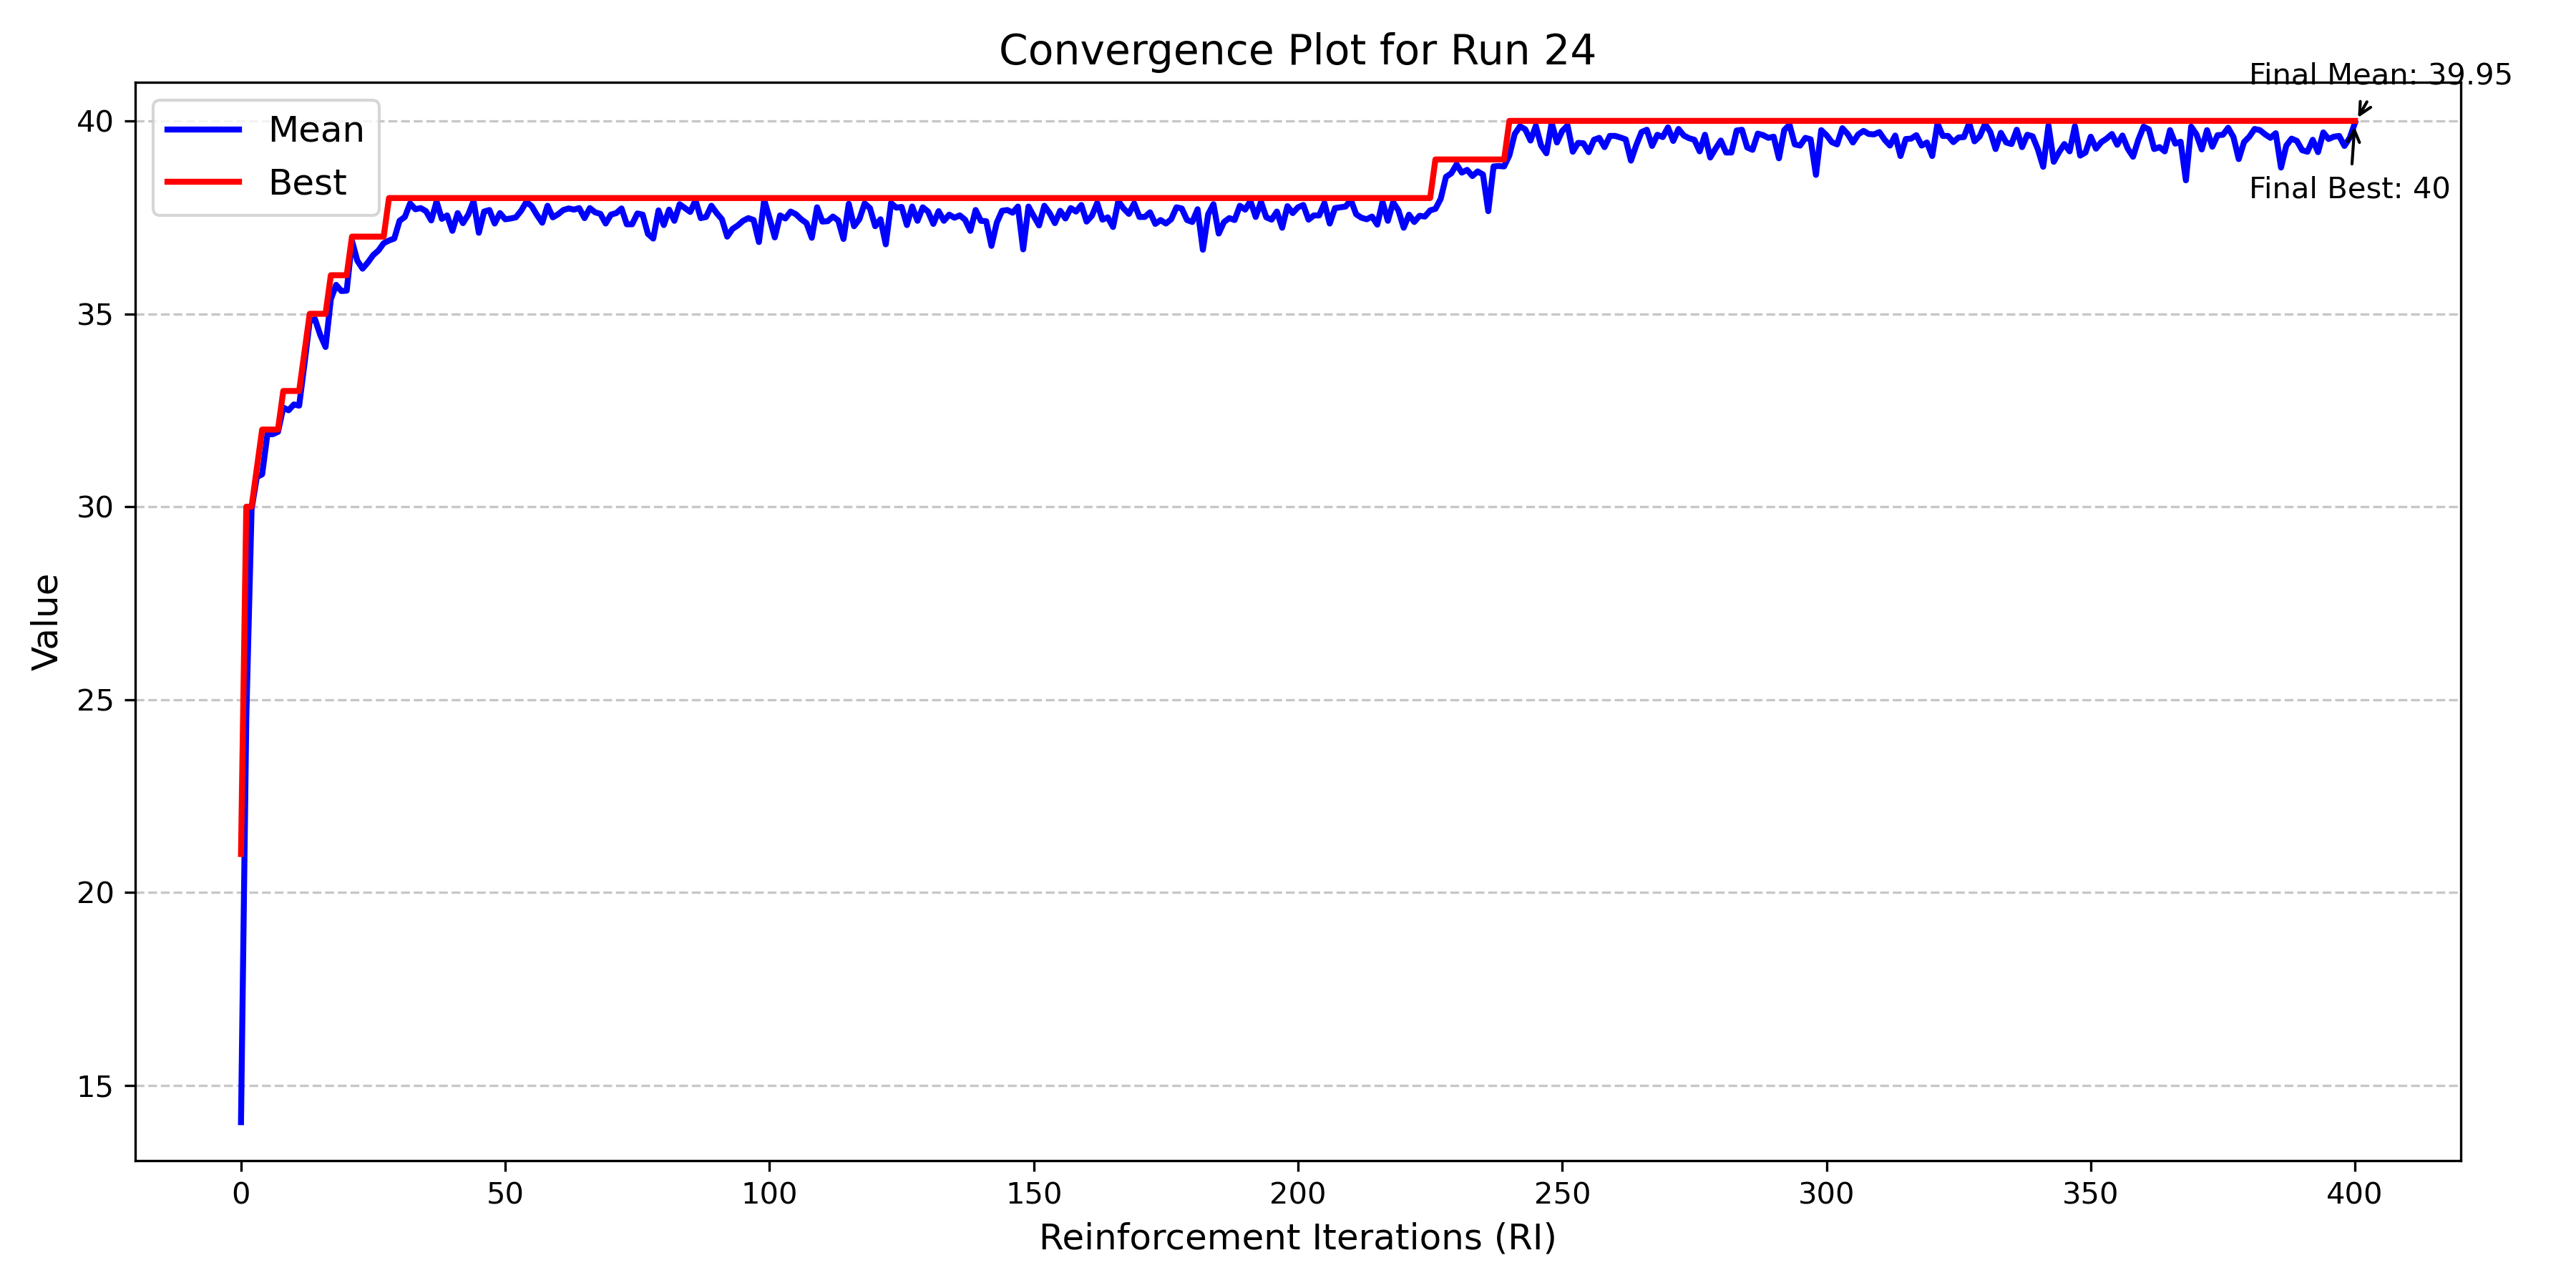 Convergence Plot for Run 24
Final Mean: 39.95
Mean
Best
Final Best: 40
40
35
30
25
20
15
Value
0 50 100 150 200 250 300 350 400
Reinforcement Iterations (RI)